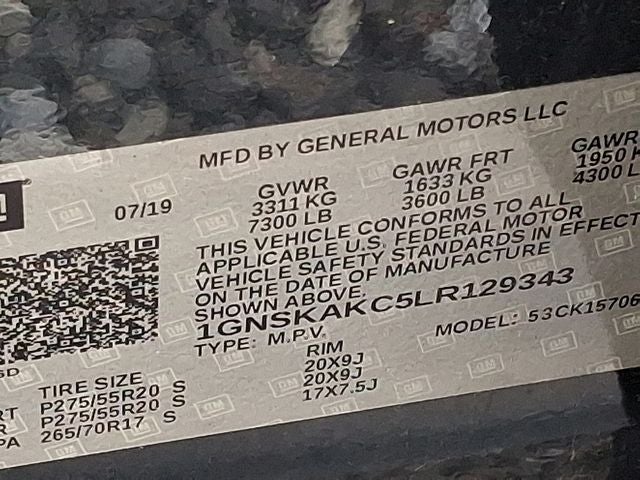 MFD BY GENERAL MOTORS LLC
07/19
GVWR GAWR FRT GAWR
3311 KG 1633 KG 1950
7300 LB 3600 LB 4300
THIS VEHICLE CONFORMS TO ALL
APPLICABLE U.S. FEDERAL MOTOR
VEHICLE SAFETY STANDARDS IN EFFECT
ON THE DATE OF MANUFACTURE
SHOWN ABOVE.
1GNSKAKC5LR129343
TYPE: M.P.V. MODEL: 53CK15706
TIRE SIZE RIM
P275/55R20 S 20X9J
P275/55R20 S 20X9J
265/70R17 S 17X7.5J